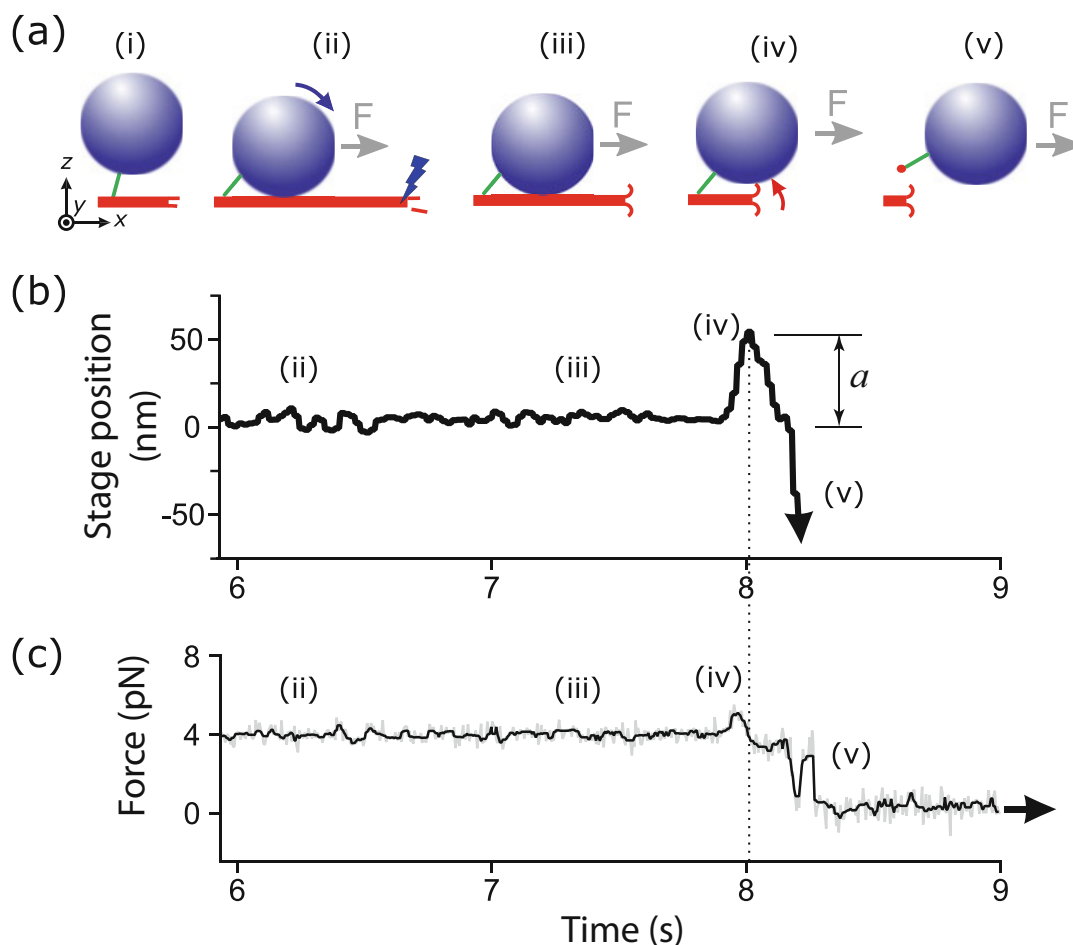 (a)
(i) (ii) (iii) (iv) (v)
F F F F
z
y x
(b)
Stage position
(nm)
50
0
-50
(ii) (iii) (iv) (v)
a
6 7 8 9
(c)
Force (pN)
8
4
0
(ii) (iii) (iv) (v)
6 7 8 9
Time (s)